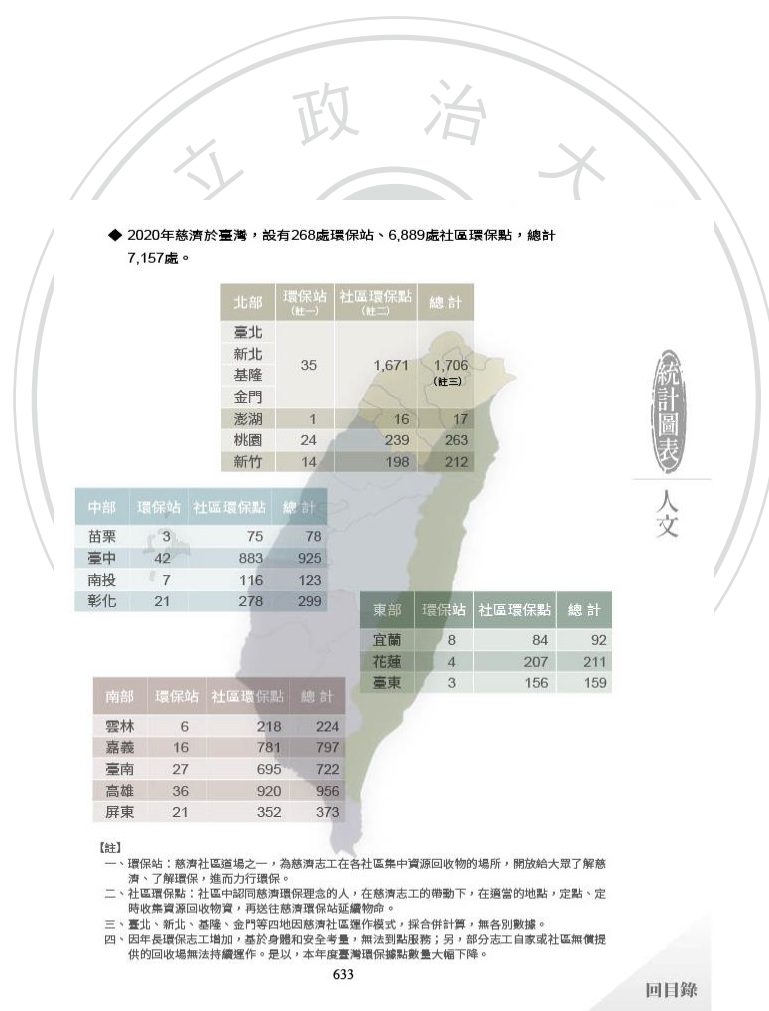 立 政 治 大
◆ 2020年慈濟於臺灣,設有268處環保站、6,889處社區環保點,總計
7,157處。
北部 環保站(註一) 社區環保點(註二) 總計
臺北
新北
基隆
金門
35 1,671 1,706(註三)
澎湖 1 16 17
桃園 24 239 263
新竹 14 198 212
中部 環保站 社區環保點 總計
苗栗 3 75 78
臺中 42 883 925
南投 7 116 123
彰化 21 278 299
東部 環保站 社區環保點 總計
宜蘭 8 84 92
花蓮 4 207 211
臺東 3 156 159
南部 環保站 社區環保點 總計
雲林 6 218 224
嘉義 16 781 797
臺南 27 695 722
高雄 36 920 956
屏東 21 352 373
【註】
一、環保站:慈濟社區道場之一,為慈濟志工在各社區集中資源回收物的場所,開放給大眾了解慈
濟、了解環保,進而力行環保。
二、社區環保點:社區中認同慈濟環保理念的人,在慈濟志工的帶動下,在適當的地點,定點、定
時收集資源回收物資,再送往慈濟環保站延續物命。
三、臺北、新北、基隆、金門等四地因慈濟社區運作模式,採合併計算,無各別數據。
四、因年長環保志工增加,基於身體和安全考量,無法到點服務;另,部分志工自家或社區無償提
供的回收場無法持續運作。是以,本年度臺灣環保據點數量大幅下降。
統計圖表
人文
633
回目錄